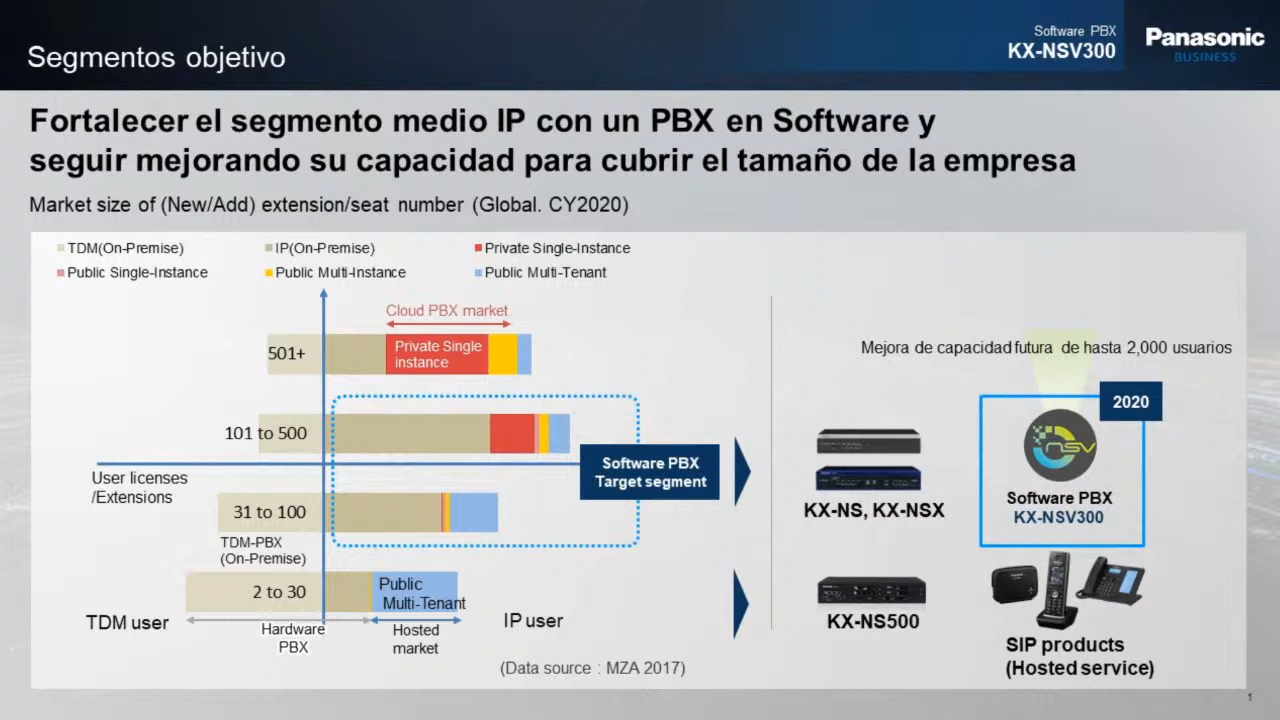 Segmentos objetivo
Software PBX
KX-NSV300
Panasonic
BUSINESS
Fortalecer el segmento medio IP con un PBX en Software y
seguir mejorando su capacidad para cubrir el tamaño de la empresa
Market size of (New/Add) extension/seat number (Global. CY2020)
TDM(On-Premise)
IP(On-Premise)
Private Single-Instance
Public Single-Instance
Public Multi-Instance
Public Multi-Tenant
Cloud PBX market
501+
Private Single
instance
101 to 500
User licenses
/Extensions
Software PBX
Target segment
31 to 100
TDM-PBX
(On-Premise)
2 to 30
Public
Multi-Tenant
TDM user
Hardware
PBX
Hosted
market
IP user
(Data source : MZA 2017)
Mejora de capacidad futura de hasta 2,000 usuarios
2020
nsv
Software PBX
KX-NSV300
KX-NS, KX-NSX
KX-NS500
SIP products
(Hosted service)
1